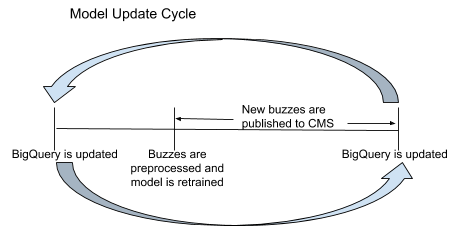 Model Update Cycle
New buzzes are
published to CMS
BigQuery is updated
Buzzes are
preprocessed and
model is retrained
BigQuery is updated